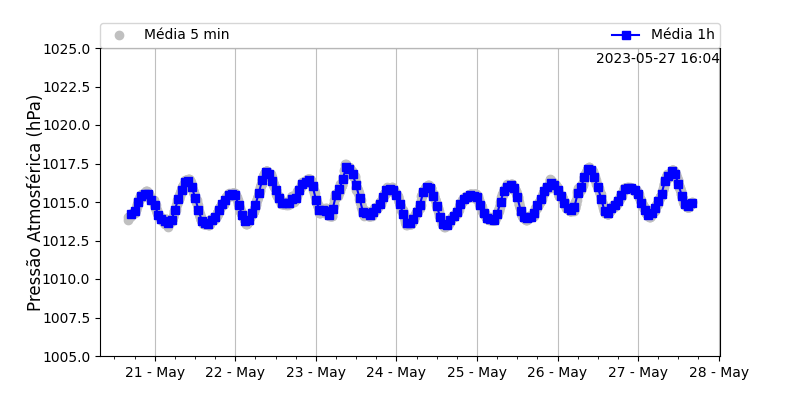 Média 5 min
Média 1h
2023-05-27 16:04
Pressão Atmosférica (hPa)
1025.0
1022.5
1020.0
1017.5
1015.0
1012.5
1010.0
1007.5
1005.0
21 - May 22 - May 23 - May 24 - May 25 - May 26 - May 27 - May 28 - May